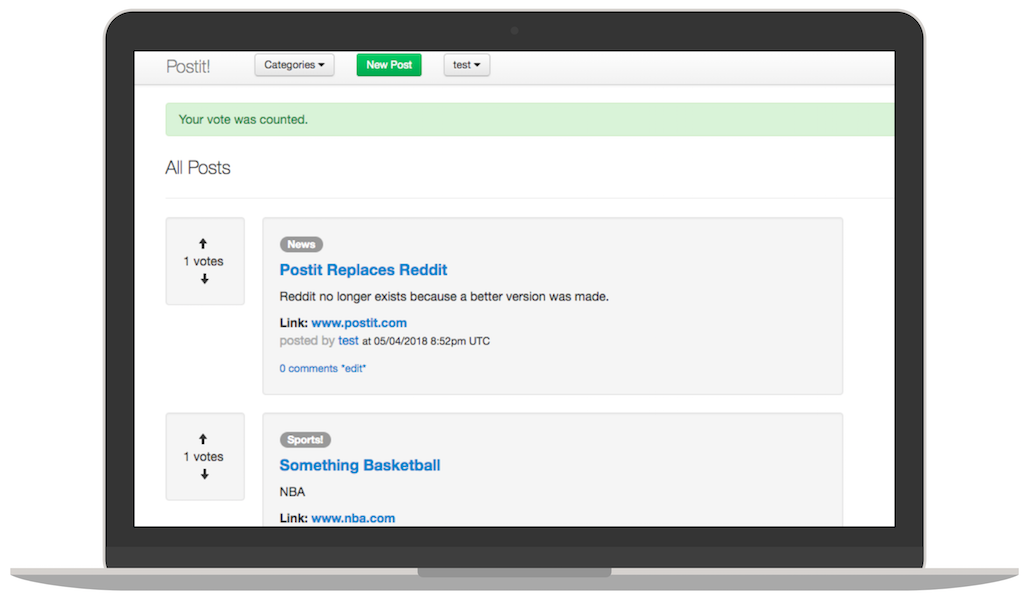 Postit!
Categories
New Post
test
Your vote was counted.
All Posts
1 votes
News
Postit Replaces Reddit
Reddit no longer exists because a better version was made.
Link: www.postit.com
posted by test at 05/04/2018 8:52pm UTC
0 comments *edit*
1 votes
Sports!
Something Basketball
NBA
Link: www.nba.com